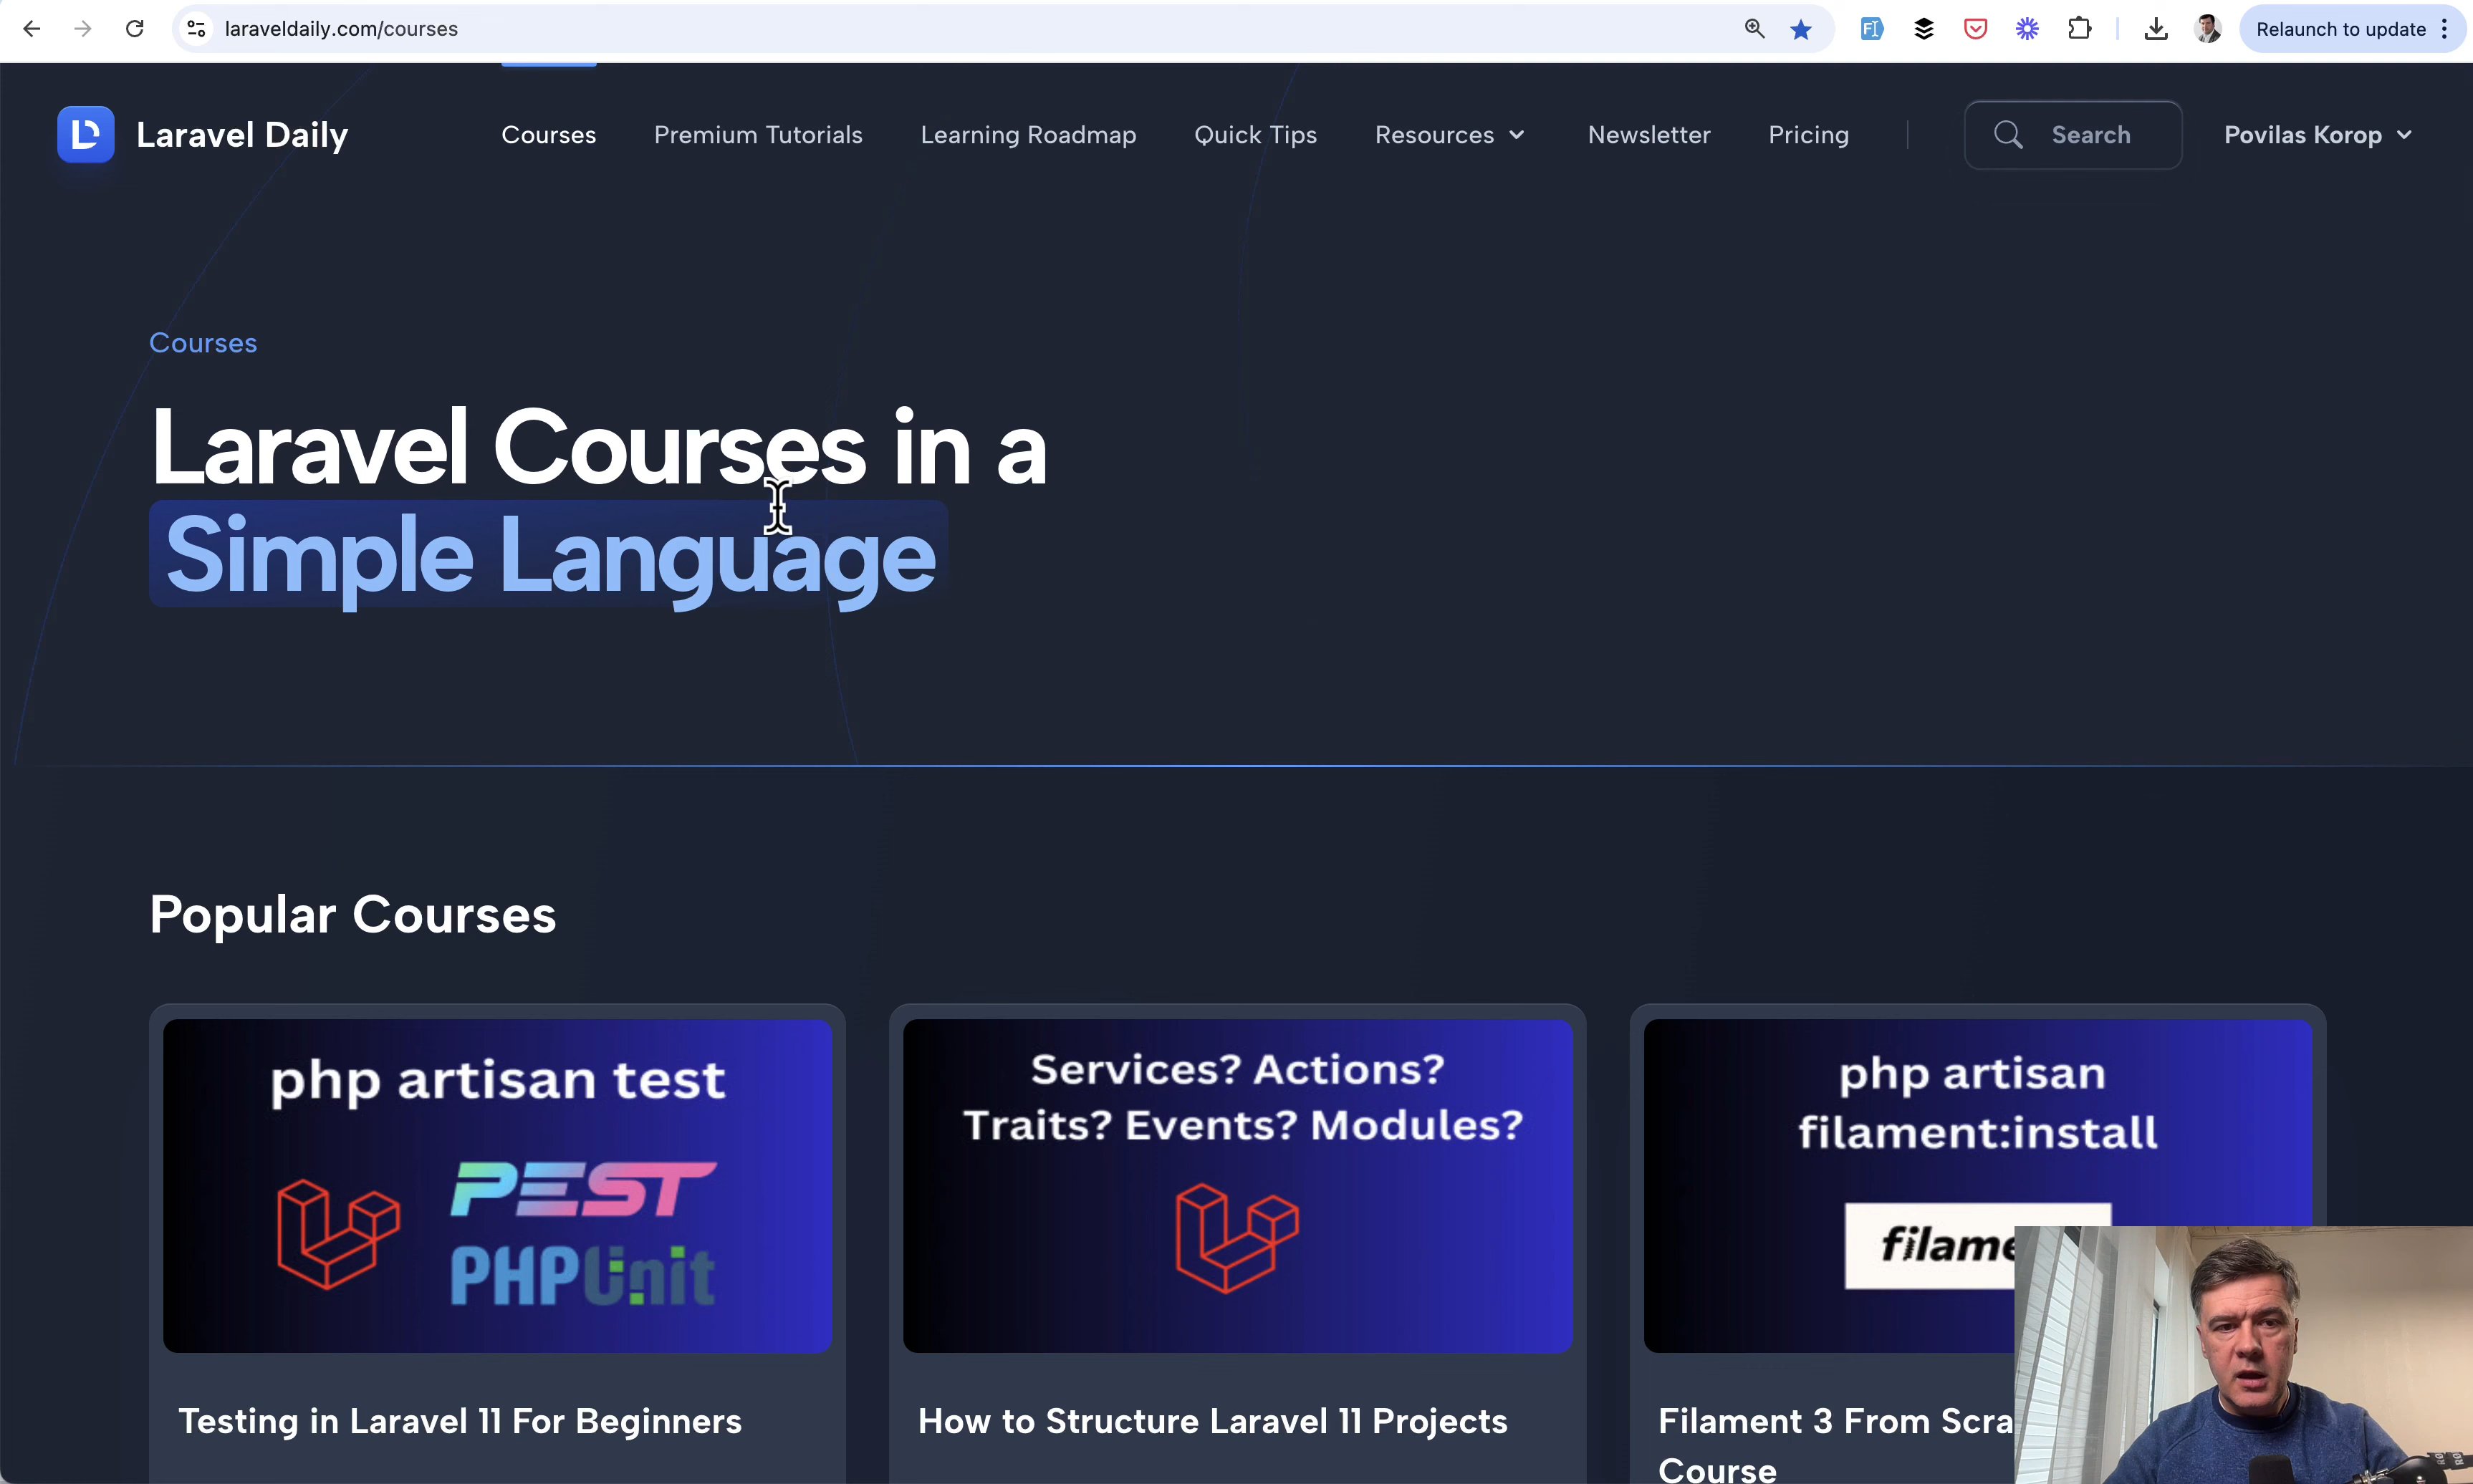 laraveldaily.com/courses
Relaunch to update
Laravel Daily
Courses
Premium Tutorials
Learning Roadmap
Quick Tips
Resources
Newsletter
Pricing
Search
Povilas Korop
Courses
Laravel Courses in a
Simple Language
Popular Courses
php artisan test
PEST
PHPUnit
Testing in Laravel 11 For Beginners
Services? Actions?
Traits? Events? Modules?
How to Structure Laravel 11 Projects
php artisan
filament:install
Filament 3 From
Course